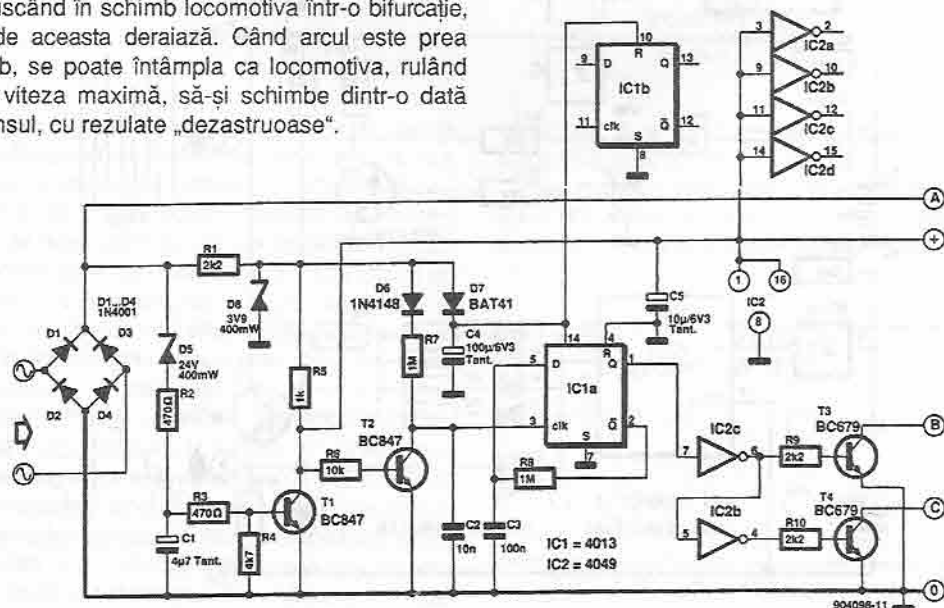 uscând în schimb locomotiva într-o bifurcație,
de aceasta deraiază. Când arcul este prea
b, se poate întâmpla ca locomotiva, rulând
viteza maximă, să-și schimbe dintr-o dată
nsul, cu rezulate „dezastruoase“.
10
R
9 D Q 13
IC1b
11 clk Q 12
S
8
3 2
IC2a
9 10
IC2b
11 12
IC2c
14 15
IC2d
A
+
R1
2k2
D8
3V9
400mW
D1...D4
1N4001
D1
D3
D2
D4
D5
24V
400mW
R2
470Ω
R3
470Ω
R4
4k7
C1
4µ7 Tant.
R5
1k
T1
BC847
R6
10k
T2
BC847
D6
1N4148
D7
BAT41
R7
1M
C4
100µ/6V3
Tant.
C2
10n
C3
100n
R8
1M
C5
10µ/6V3
Tant.
14 4
R
5 D Q 1
IC1a
3 clk Q 2
S
7
1 16
IC2
8
IC1 = 4013
IC2 = 4049
IC2c
7 6
IC2b
5 4
R9
2k2
R10
2k2
T3
BC679
T4
BC679
B
C
0
904098-11